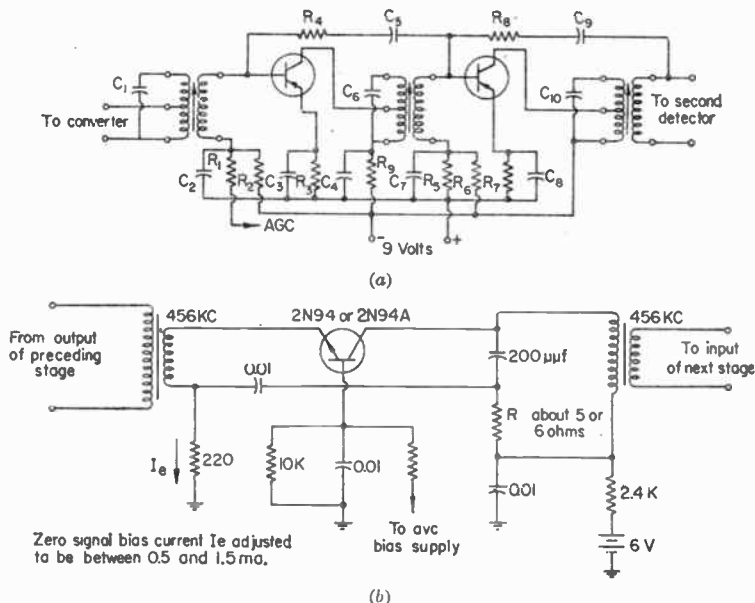 R4
C5
R8
C9
C1
C6
C10
To converter
To second
detector
R1
C2
R2
C3
R3
C4
R9
C7
R5
R6
R7
C8
AGC
-
9 Volts
+
(a)
456KC
2N94 or 2N94A
456KC
From output
of preceding
stage
0.01
200μμf
To input
of next stage
R about 5 or
6 ohms
Ie
220
10K
0.01
0.01
2.4 K
To avc
bias supply
6 V
Zero signal bias current Ie adjusted
ta be between 0.5 and 1.5 ma.
(b)